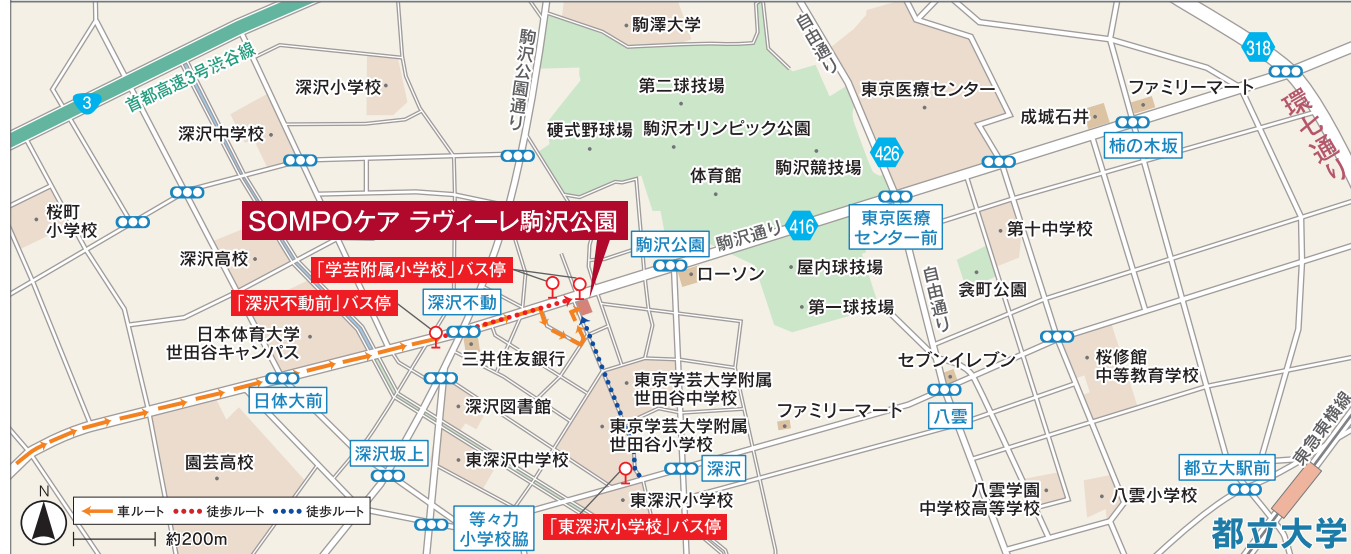 駒澤大学
自由通り
318
首都高速3号渋谷線
3
深沢小学校
駒沢公園通り
第二球技場
東京医療センター
ファミリーマート
成城石井
環七通り
深沢中学校
硬式野球場
駒沢オリンピック公園
426
柿の木坂
駒沢競技場
体育館
桜町
小学校
SOMPOケア ラヴィーレ駒沢公園
416
東京医療
センター前
第十中学校
駒沢公園
駒沢通り
深沢高校
「学芸附属小学校」バス停
ローソン
屋内球技場
自由通り
衾町公園
「深沢不動前」バス停
深沢不動
第一球技場
日本体育大学
世田谷キャンパス
三井住友銀行
セブンイレブン
桜修館
中等教育学校
日体大前
東京学芸大学附属
世田谷中学校
深沢図書館
ファミリーマート
八雲
東京学芸大学附属
世田谷小学校
東急東横線
園芸高校
深沢坂上
東深沢中学校
深沢
都立大駅前
東深沢小学校
八雲学園
中学校高等学校
八雲小学校
N
車ルート
徒歩ルート
徒歩ルート
約200m
等々力
小学校脇
「東深沢小学校」バス停
都立大学